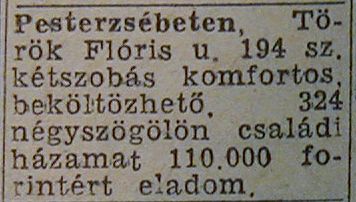 Pesterzsébeten, Tö-
rök Flóris u. 194 sz.
kétszobás komfortos,
beköltözhető, 324
négyszögölön családi
házamat 110.000 fo-
rintért eladom.